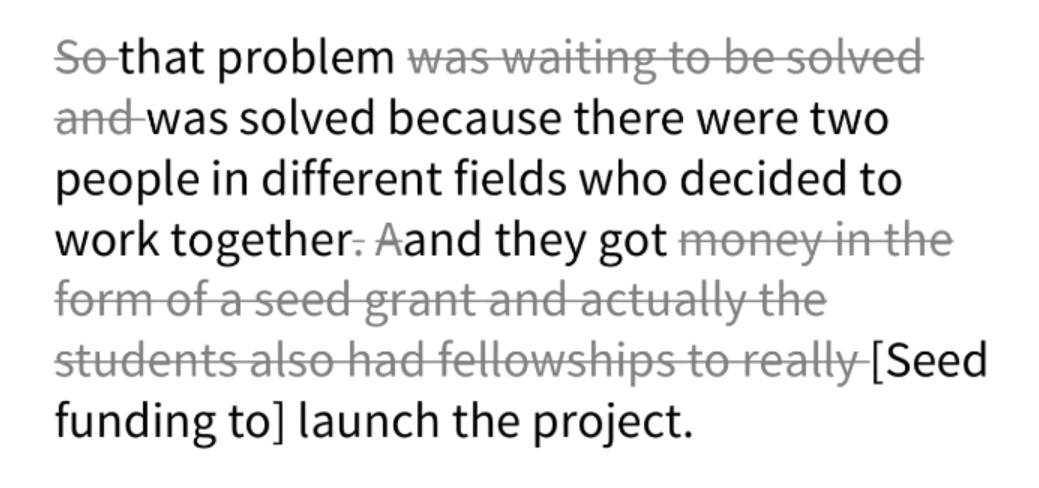 So that problem was waiting to be solved
and was solved because there were two
people in different fields who decided to
work together. Aand they got money in the
form of a seed grant and actually the
students also had fellowships to really [Seed
funding to] launch the project.